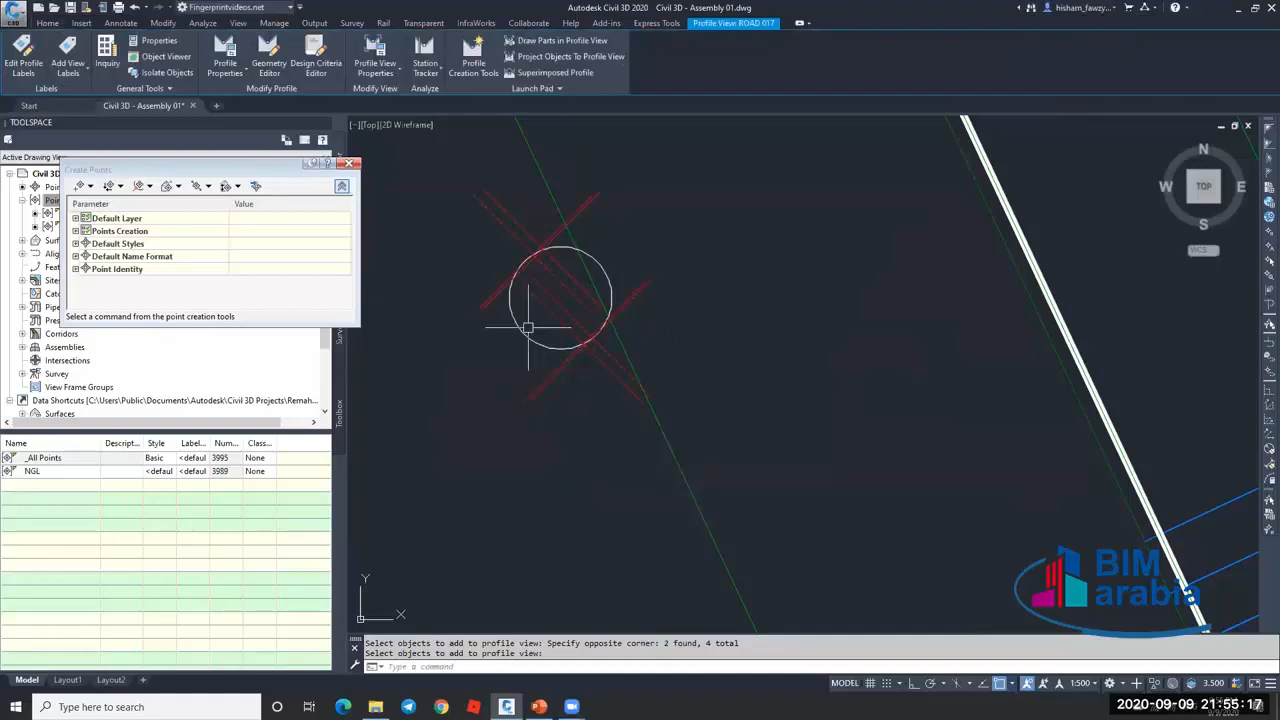 Fingerprintvideos.net
Autodesk Civil 3D 2020 Civil 3D - Assembly 01.dwg
hisham_fawzy...
Home Insert Annotate Modify Analyze View Manage Output Survey Rail Transparent InfraWorks Collaborate Help Add-ins Express Tools Profile View: ROAD 017
Edit Profile Labels
Add View Labels
Inquiry
Properties
Object Viewer
Isolate Objects
Profile Properties
Geometry Editor
Design Criteria Editor
Profile View Properties
Station Tracker
Profile Creation Tools
Draw Parts in Profile View
Project Objects To Profile View
Superimposed Profile
Labels General Tools Modify Profile Modify View Analyze Launch Pad
Start Civil 3D - Assembly 01*
TOOLSPACE
[−][Top][2D Wireframe]
Create Points
Parameter Value
Default Layer
Points Creation
Default Styles
Default Name Format
Point Identity
Select a command from the point creation tools
Corridors
Assemblies
Intersections
Survey
View Frame Groups
Data Shortcuts [C:\Users\Public\Documents\Autodesk\Civil 3D Projects\Remah...
Surfaces
Toolbox
Name Descript... Style Label... Num... Clas...
_All Points Basic <defaul 3995 None
NGL <defaul <defaul 3989 None
N
W TOP E
S
WCS
Y
X
BIM
arabia
Select objects to add to profile view: Specify opposite corner: 2 found, 4 total
Select objects to add to profile view:
Type a command
Model Layout1 Layout2
MODEL 1:500 3.500
Type here to search
2020-09-09 21:55:17